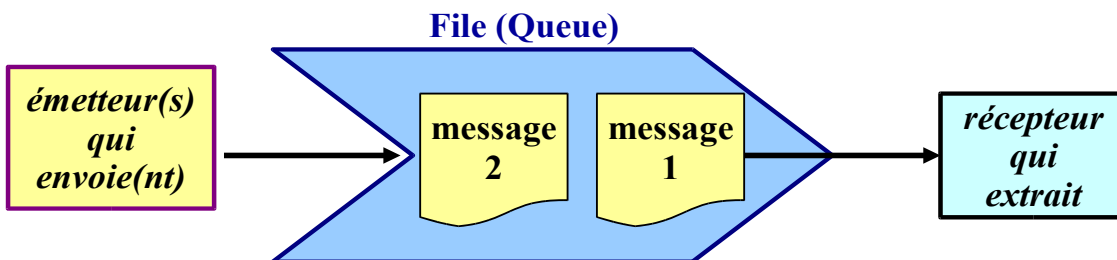 File (Queue)
émetteur(s)
qui
envoie(nt)
message
2
message
1
récepteur
qui
extrait